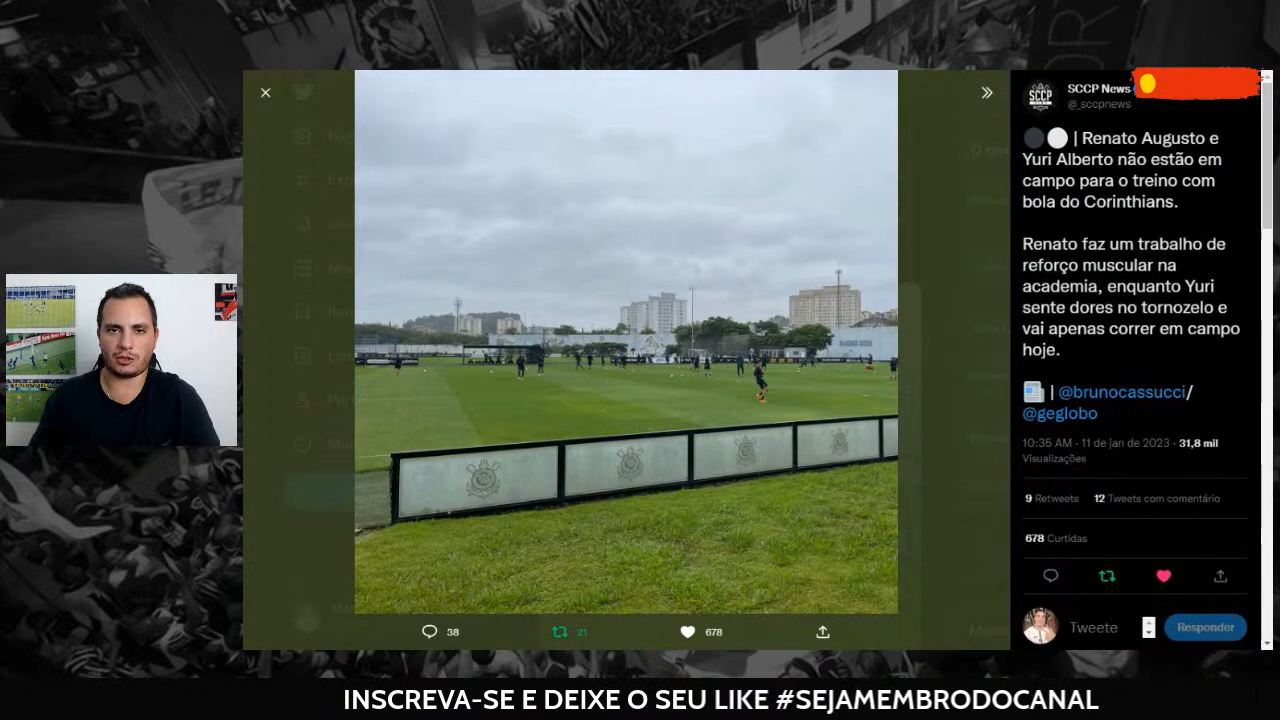 SCCP News
@_sccpnews
| Renato Augusto e
Yuri Alberto não estão em
campo para o treino com
bola do Corinthians.
Renato faz um trabalho de
reforço muscular na
academia, enquanto Yuri
sente dores no tornozelo e
vai apenas correr em campo
hoje.
| @brunocassucci/
@geglobo
10:35 AM · 11 de jan de 2023 · 31,8 mil
Visualizações
9 Retweets 12 Tweets com comentário
678 Curtidas
Tweete
Responder
38
21
678
INSCREVA-SE E DEIXE O SEU LIKE #SEJAMEMBRODOCANAL